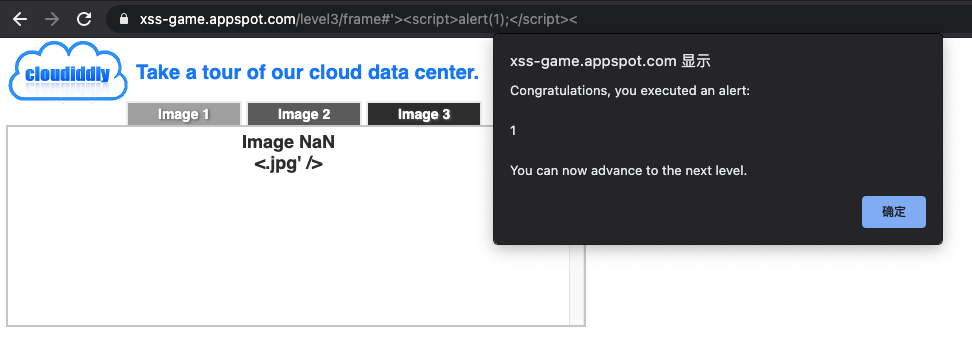 xss-game.appspot.com/level3/frame#'><script>alert(1);</script><
cloudiddly
Take a tour of our cloud data center.
Image 1
Image 2
Image 3
Image NaN
<.jpg' />
xss-game.appspot.com 显示
Congratulations, you executed an alert:
1
You can now advance to the next level.
确定